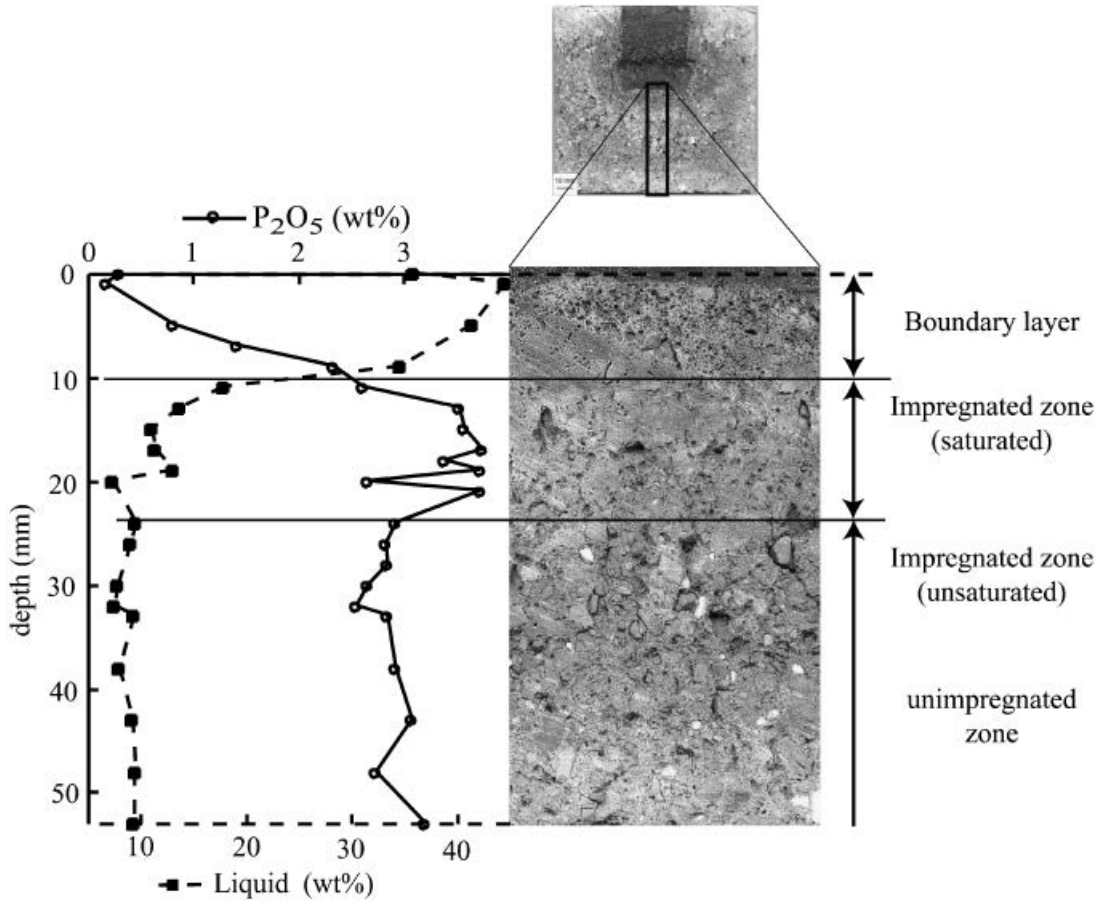 P₂O₅ (wt%)
0 1 2 3
0
10
20
30
40
50
depth (mm)
10 20 30 40
Liquid (wt%)
Boundary layer
Impregnated zone
(saturated)
Impregnated zone
(unsaturated)
unimpregnated
zone